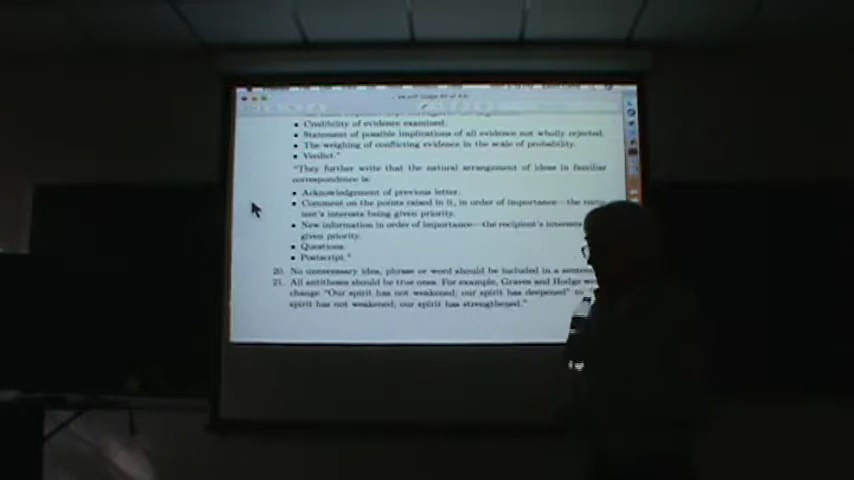 • Credibility of evidence examined.
• Statement of possible implications of all evidence not wholly rejected.
• The weighing of conflicting evidence in the scale of probability.
• Verdict."
"They further write that the natural arrangement of ideas in familiar
correspondence is:
• Acknowledgement of previous letter.
• Comment on the points raised in it, in order of importance—the
ent's interests being given priority.
• New information in order of importance—the recipient's interests
given priority.
• Questions.
• Postscript."
20. No unnecessary idea, phrase or word should be included in a
21. All antitheses should be true ones. For example, Graves and Hodge
change "Our spirit has not weakened; our spirit has deepened" to
spirit has not weakened; our spirit has strengthened."